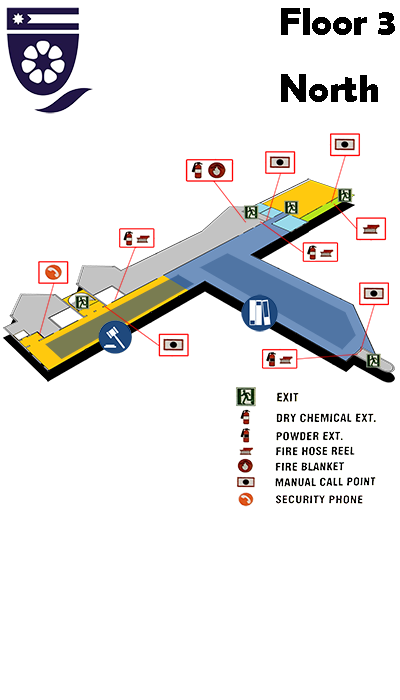 Floor 3
North
EXIT
DRY CHEMICAL EXT.
POWDER EXT.
FIRE HOSE REEL
FIRE BLANKET
MANUAL CALL POINT
SECURITY PHONE